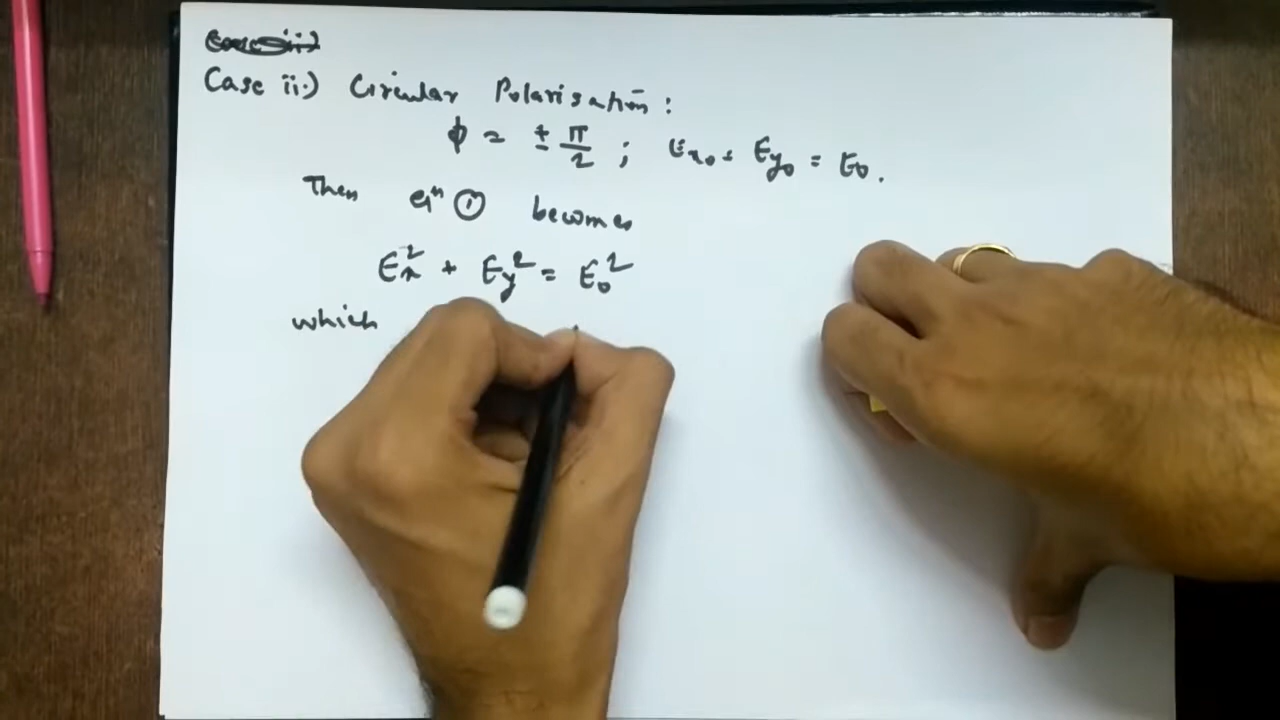 Case ii.) Circular Polarisation :
ϕ = ± π/2 ; Ex₀ = Ey₀ = E₀.
Then eqⁿ ① becomes
Ex² + Ey² = E₀²
which